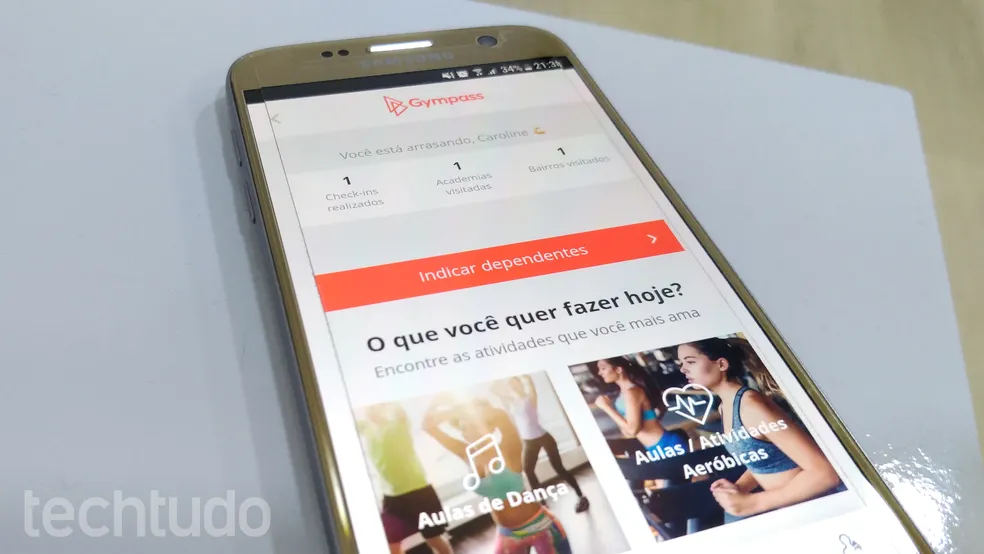 SAMSUNG
34% 21:38
Gympass
Você está arrasando, Caroline 💪
1
Check-ins
realizados
1
Academias
visitadas
1
Bairros visitados
Indicar dependentes
O que você quer fazer hoje?
Encontre as atividades que você mais ama
Aulas de Dança
Aulas / Atividades
Aeróbicas
techtudo